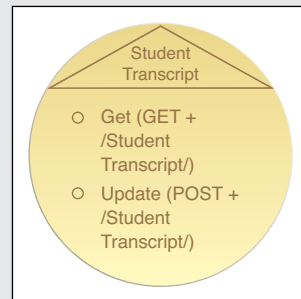 Student
Transcript
○ Get (GET +
/Student
Transcript/)
○ Update (POST +
/Student
Transcript/)